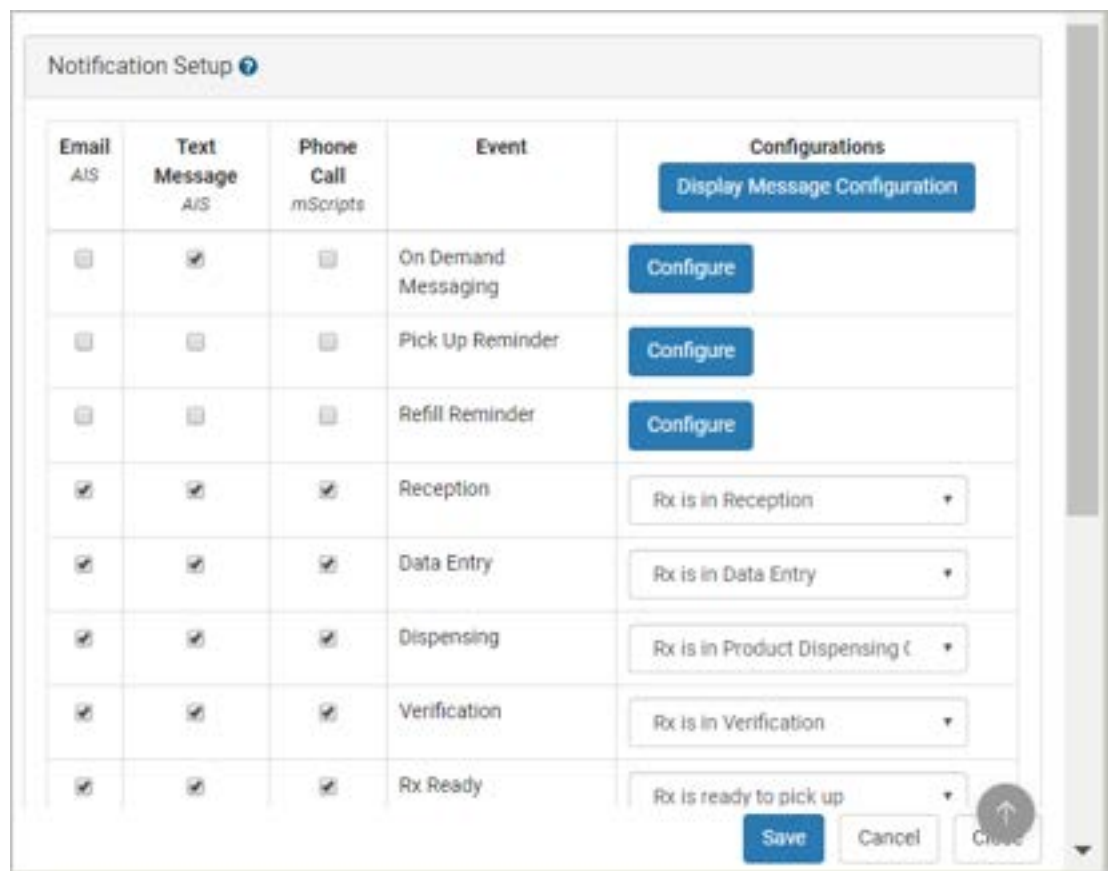 Notification Setup
Email Text Phone Event Configurations
AIS Message Call Display Message Configuration
AIS mScripts
On Demand Configure
Messaging
Pick Up Reminder Configure
Refill Reminder Configure
Reception Rx is in Reception
Data Entry Rx is in Data Entry
Dispensing Rx is in Product Dispensing (
Verification Rx is in Verification
Rx Ready Rx is ready to pick up
Save Cancel